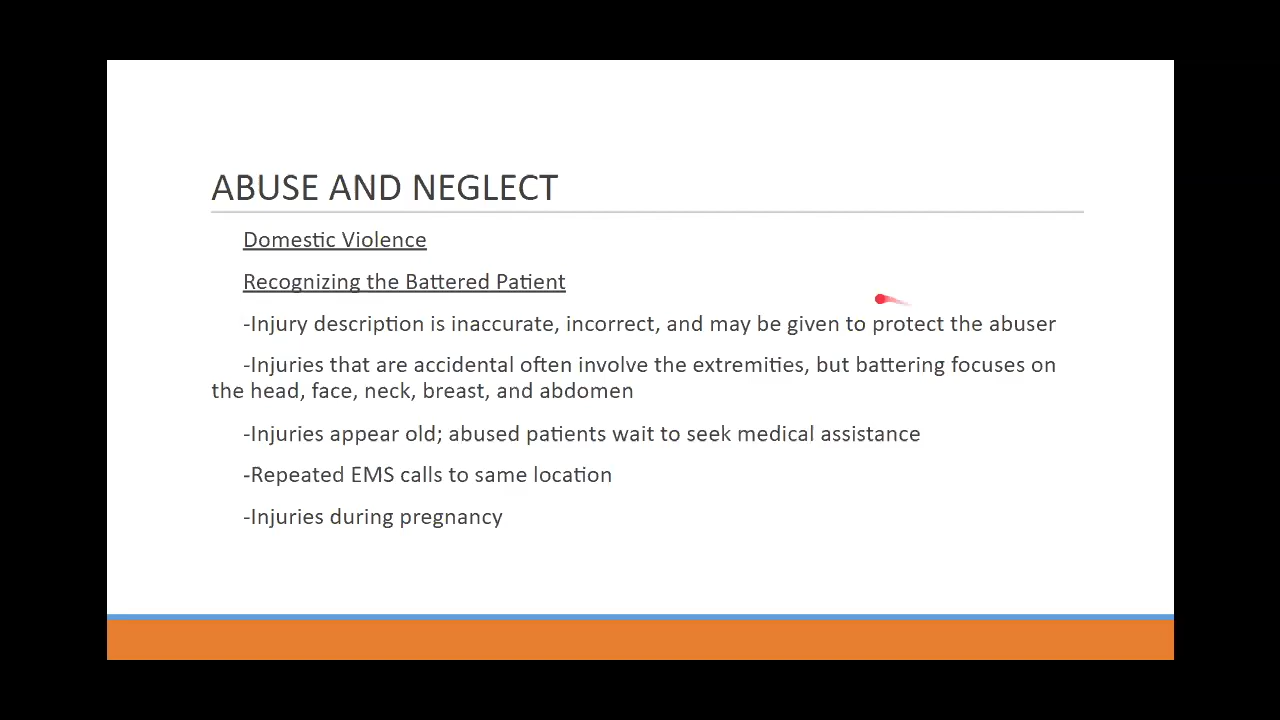 ABUSE AND NEGLECT
Domestic Violence
Recognizing the Battered Patient
-Injury description is inaccurate, incorrect, and may be given to protect the abuser
-Injuries that are accidental often involve the extremities, but battering focuses on
the head, face, neck, breast, and abdomen
-Injuries appear old; abused patients wait to seek medical assistance
-Repeated EMS calls to same location
-Injuries during pregnancy